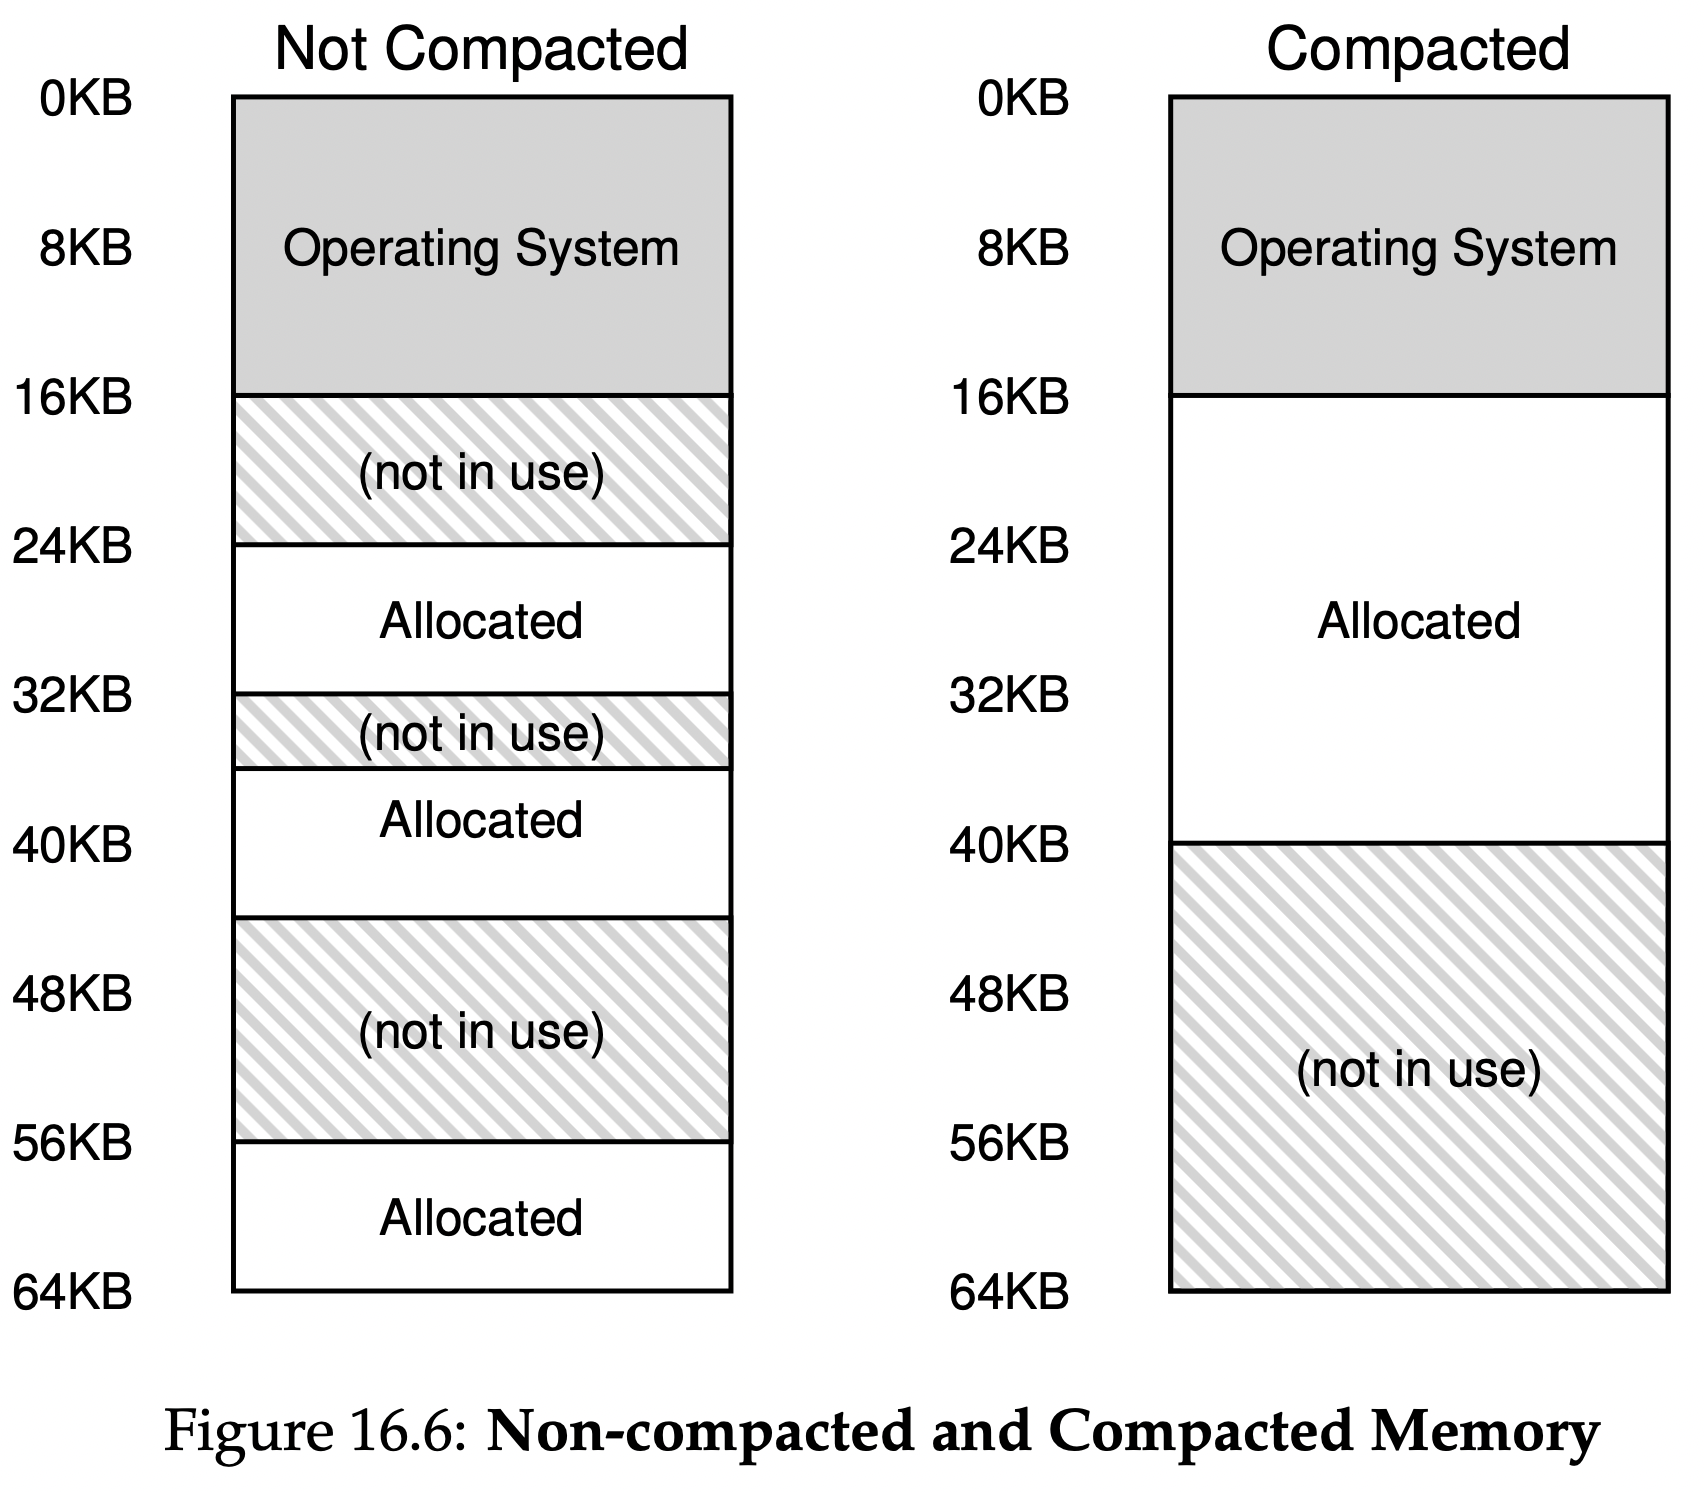 Not Compacted
0KB
8KB
Operating System
16KB
(not in use)
24KB
Allocated
32KB
(not in use)
Allocated
40KB
48KB
(not in use)
56KB
Allocated
64KB
Compacted
0KB
8KB
Operating System
16KB
24KB
Allocated
32KB
40KB
48KB
(not in use)
56KB
64KB
Figure 16.6: Non-compacted and Compacted Memory